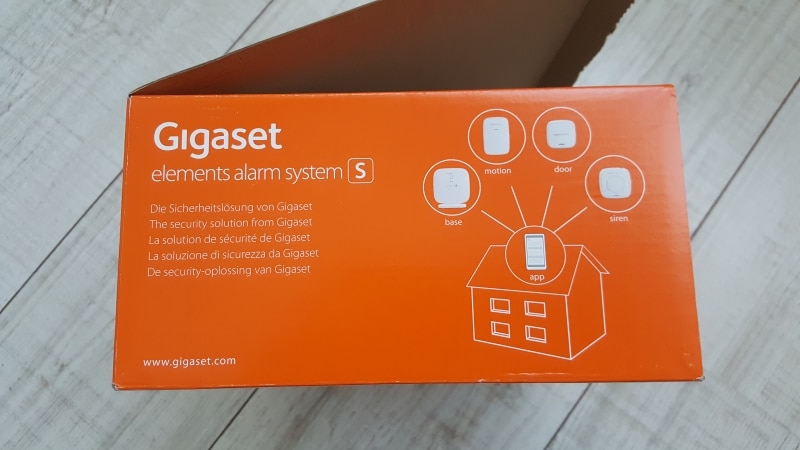 Gigaset
elements alarm system S
Die Sicherheitslösung von Gigaset
The security solution from Gigaset
La solution de sécurité de Gigaset
La soluzione di sicurezza da Gigaset
De security-oplossing van Gigaset
www.gigaset.com
motion
door
base
siren
app